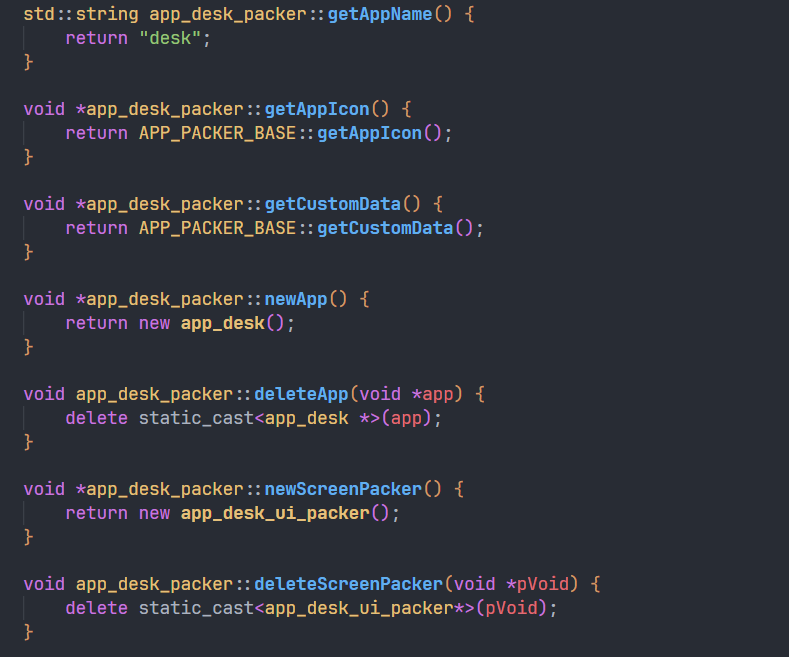 std::string app_desk_packer::getAppName() {
    return "desk";
}
void *app_desk_packer::getAppIcon() {
    return APP_PACKER_BASE::getAppIcon();
}
void *app_desk_packer::getCustomData() {
    return APP_PACKER_BASE::getCustomData();
}
void *app_desk_packer::newApp() {
    return new app_desk();
}
void app_desk_packer::deleteApp(void *app) {
    delete static_cast<app_desk *>(app);
}
void *app_desk_packer::newScreenPacker() {
    return new app_desk_ui_packer();
}
void app_desk_packer::deleteScreenPacker(void *pVoid) {
    delete static_cast<app_desk_ui_packer*>(pVoid);
}